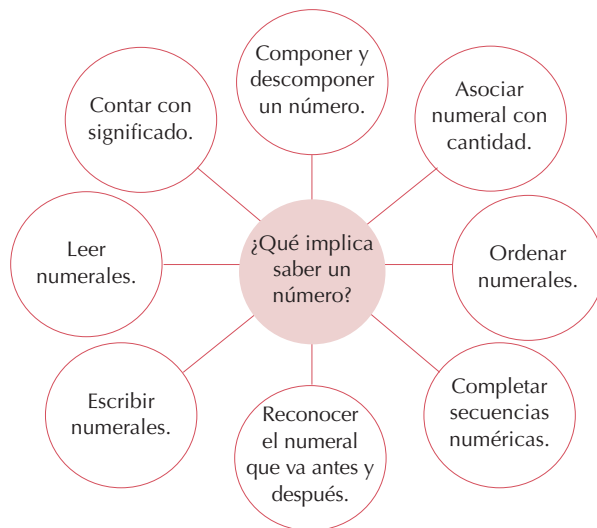 ¿Qué implica
saber un
número?
Componer y
descomponer
un número.
Asociar
numeral con
cantidad.
Ordenar
numerales.
Completar
secuencias
numéricas.
Reconocer
el numeral
que va antes y
después.
Escribir
numerales.
Leer
numerales.
Contar con
significado.